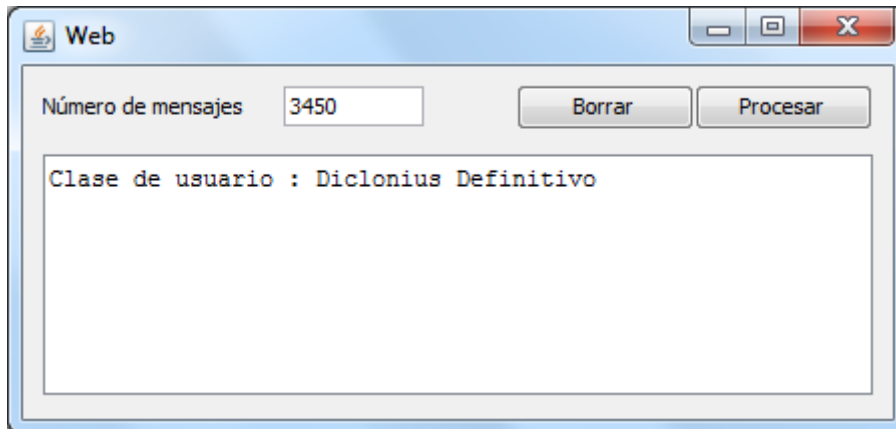 Web
Número de mensajes 3450 Borrar Procesar
Clase de usuario : Diclonius Definitivo